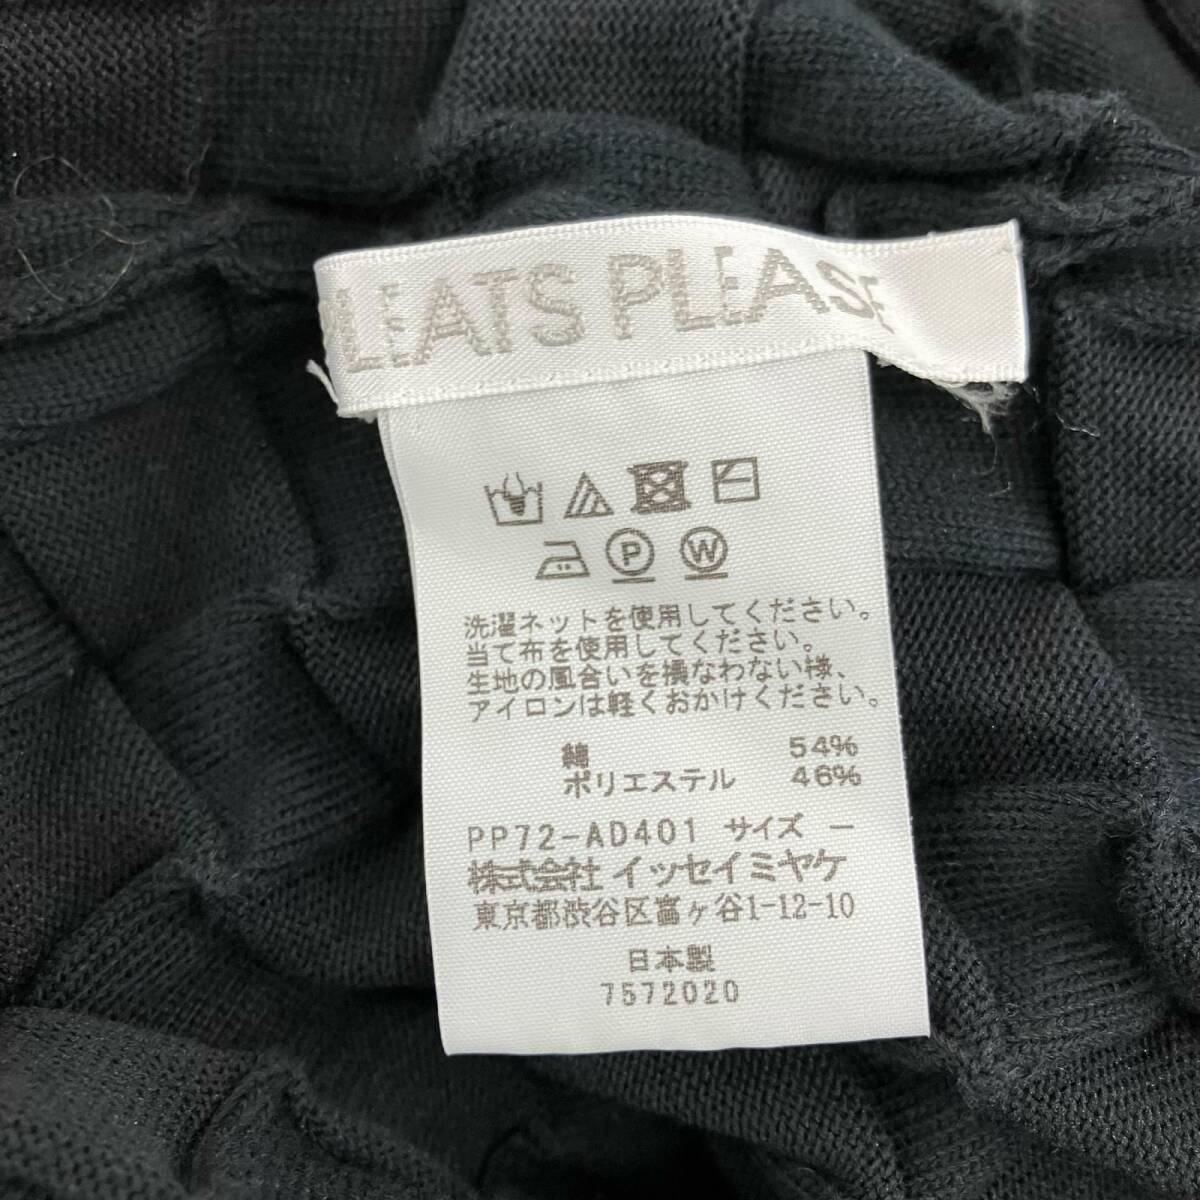 PLEATS PLEASE
P W
洗濯ネットを使用してください。
当て布を使用してください。
生地の風合いを損なわない様、
アイロンは軽くおかけください。
綿 54%
ポリエステル 46%
PP72-AD401 サイズ －
株式会社 イッセイミヤケ
東京都渋谷区富ヶ谷1-12-10
日本製
7572020